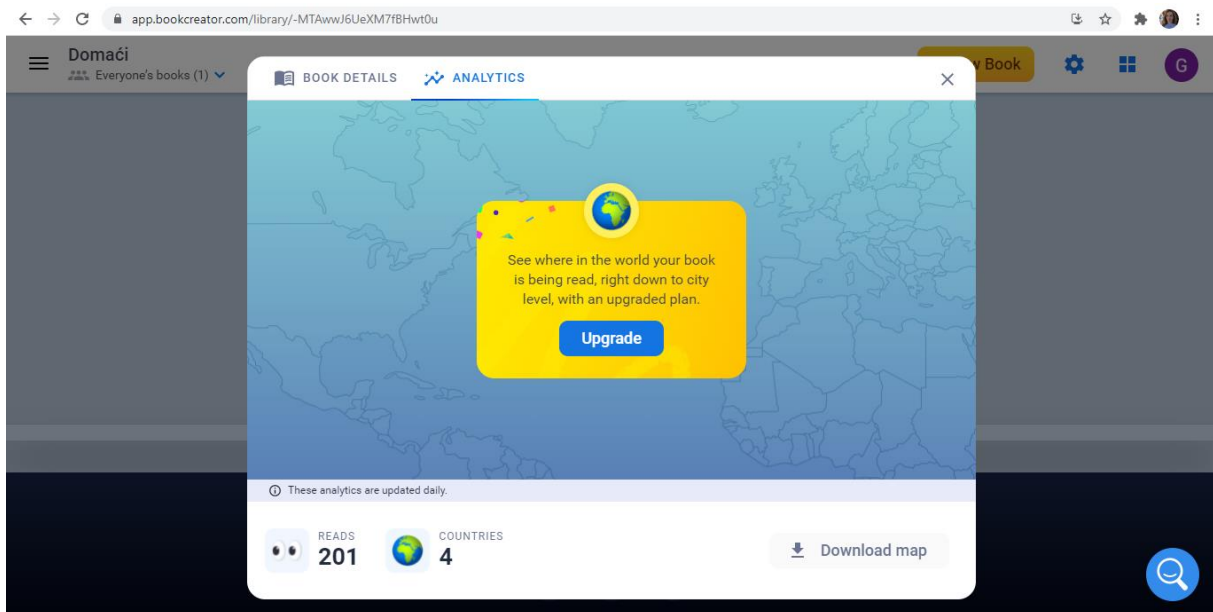 app.bookcreator.com/library/-MTAwwJ6UeXM7fBHwt0u
Domaći
Everyone's books (1)
BOOK DETAILS
ANALYTICS
Book
G
See where in the world your book
is being read, right down to city
level, with an upgraded plan.
Upgrade
These analytics are updated daily.
READS
201
COUNTRIES
4
Download map